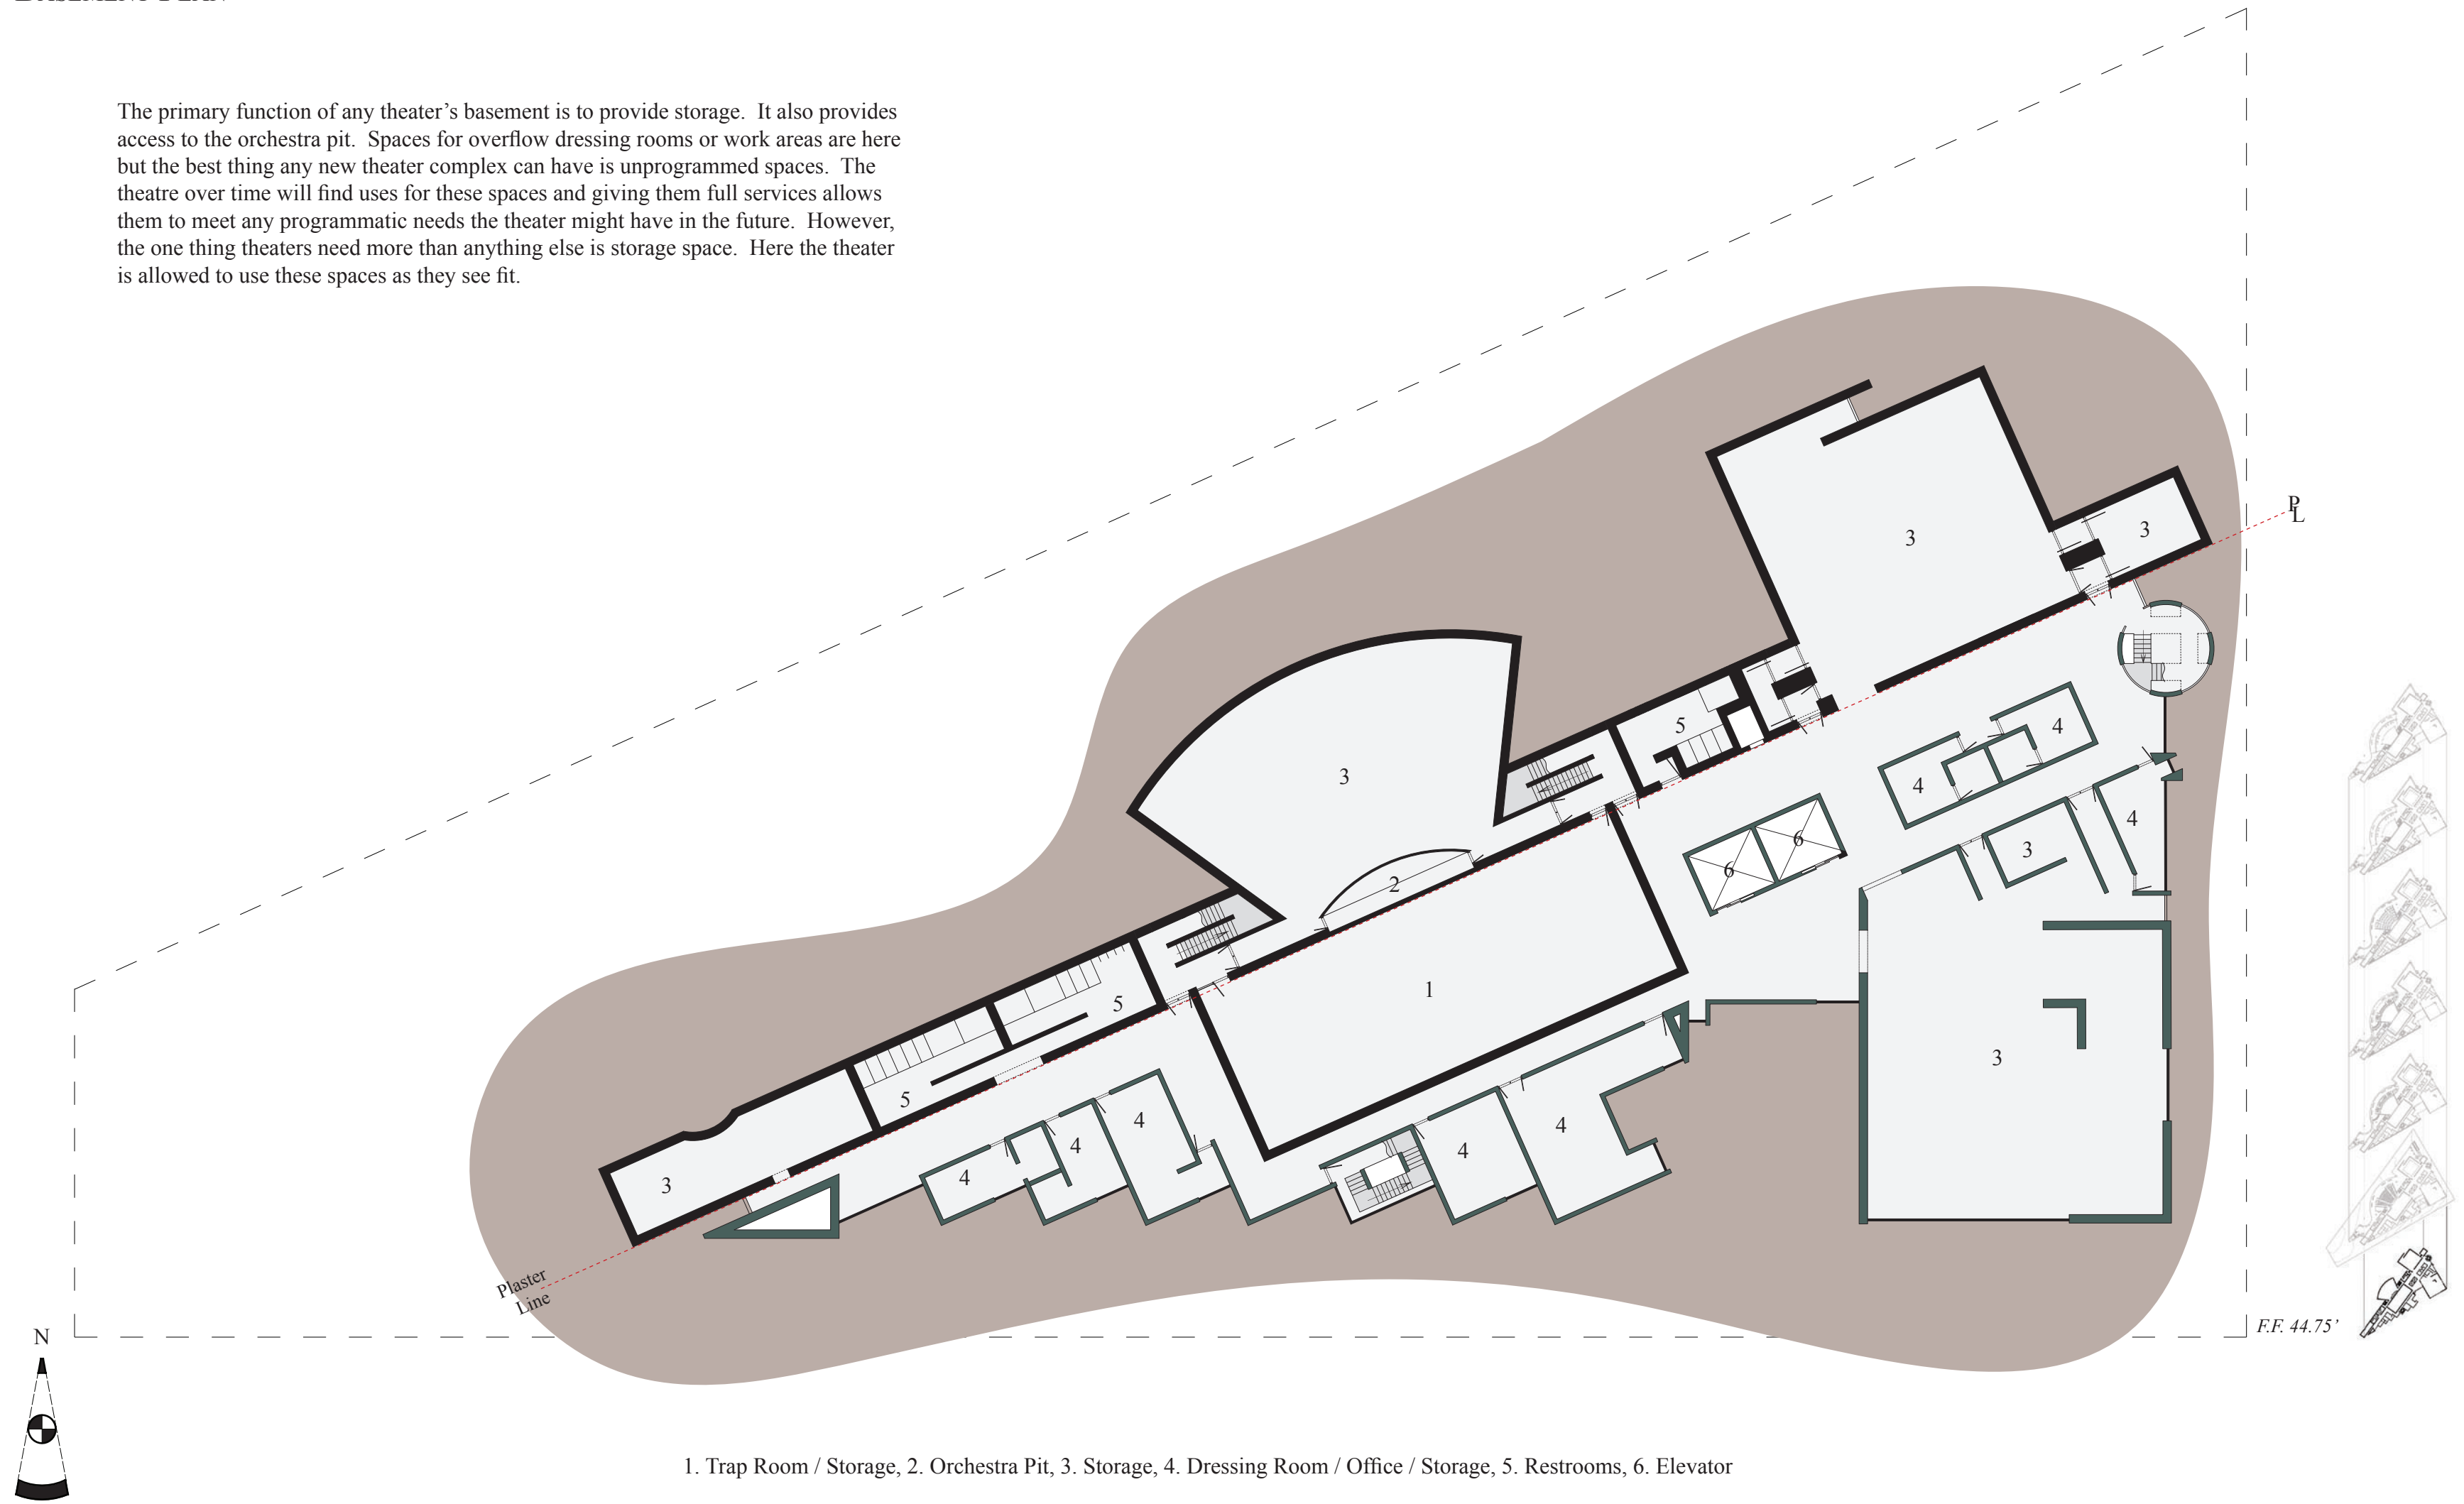 The primary function of any theater’s basement is to provide storage.  It also provides
access to the orchestra pit.  Spaces for overflow dressing rooms or work areas are here
but the best thing any new theater complex can have is unprogrammed spaces.  The
theatre over time will find uses for these spaces and giving them full services allows
them to meet any programmatic needs the theater might have in the future.  However,
the one thing theaters need more than anything else is storage space.  Here the theater
is allowed to use these spaces as they see fit.
PL
3
3
5
4
3
4
4
6
3
6
2
1
5
3
5
4
4
4
4
4
3
Plaster
Line
N
F.F. 44.75’
1. Trap Room / Storage, 2. Orchestra Pit, 3. Storage, 4. Dressing Room / Office / Storage, 5. Restrooms, 6. Elevator